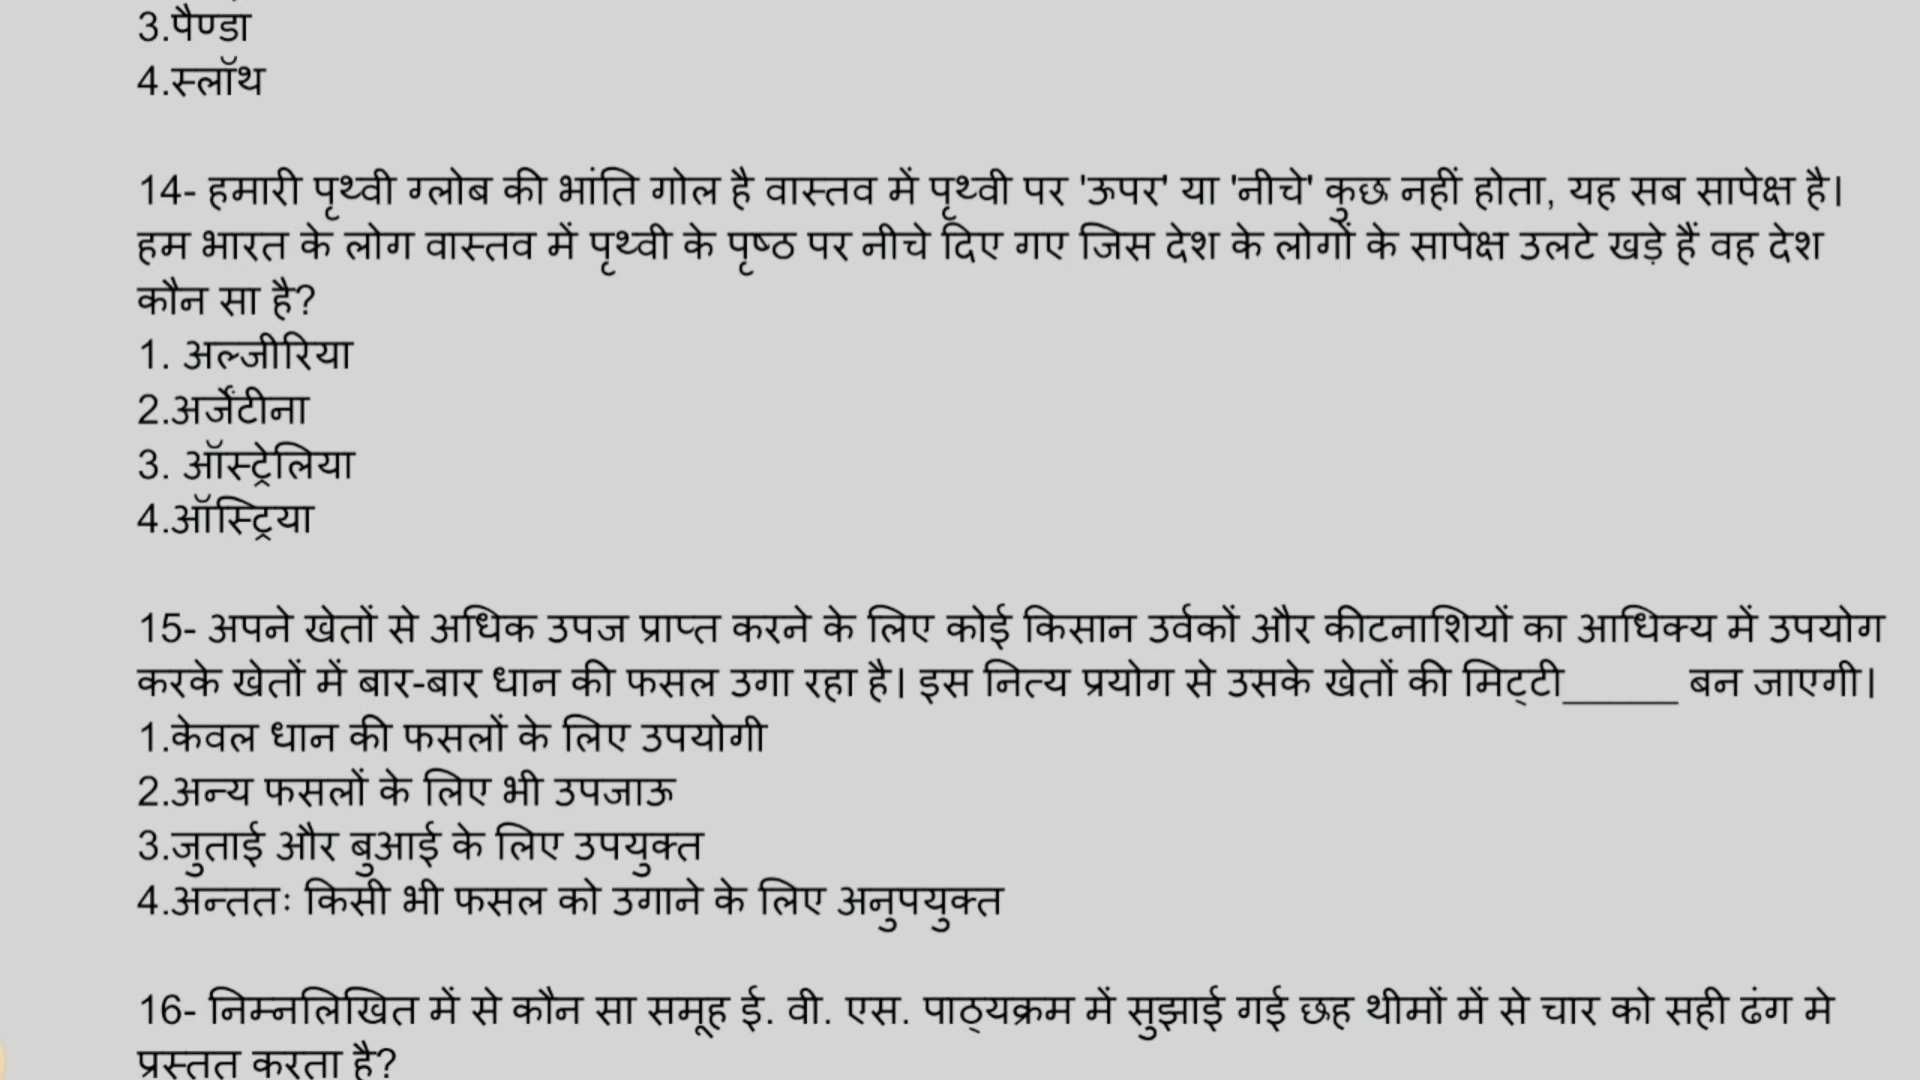 3.पैण्डा
4.स्लॉथ
14- हमारी पृथ्वी ग्लोब की भांति गोल है वास्तव में पृथ्वी पर 'ऊपर' या 'नीचे' कुछ नहीं होता, यह सब सापेक्ष है।
हम भारत के लोग वास्तव में पृथ्वी के पृष्ठ पर नीचे दिए गए जिस देश के लोगों के सापेक्ष उलटे खड़े हैं वह देश
कौन सा है?
1. अल्जीरिया
2.अर्जेंटीना
3. ऑस्ट्रेलिया
4.ऑस्ट्रिया
15- अपने खेतों से अधिक उपज प्राप्त करने के लिए कोई किसान उर्वकों और कीटनाशियों का आधिक्य में उपयोग
करके खेतों में बार-बार धान की फसल उगा रहा है। इस नित्य प्रयोग से उसके खेतों की मिट्टी_____ बन जाएगी।
1.केवल धान की फसलों के लिए उपयोगी
2.अन्य फसलों के लिए भी उपजाऊ
3.जुताई और बुआई के लिए उपयुक्त
4.अन्ततः किसी भी फसल को उगाने के लिए अनुपयुक्त
16- निम्नलिखित में से कौन सा समूह ई. वी. एस. पाठ्यक्रम में सुझाई गई छह थीमों में से चार को सही ढंग मे
प्रस्तुत करता है?